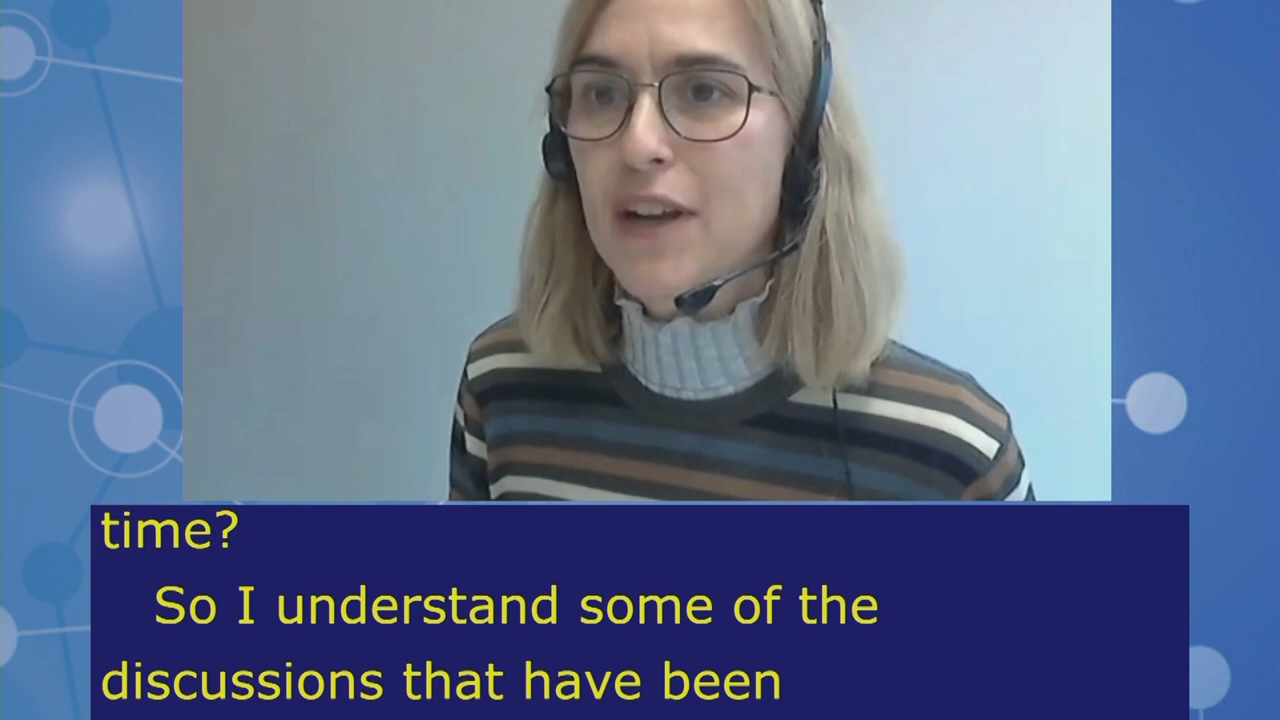 time?
So I understand some of the
discussions that have been